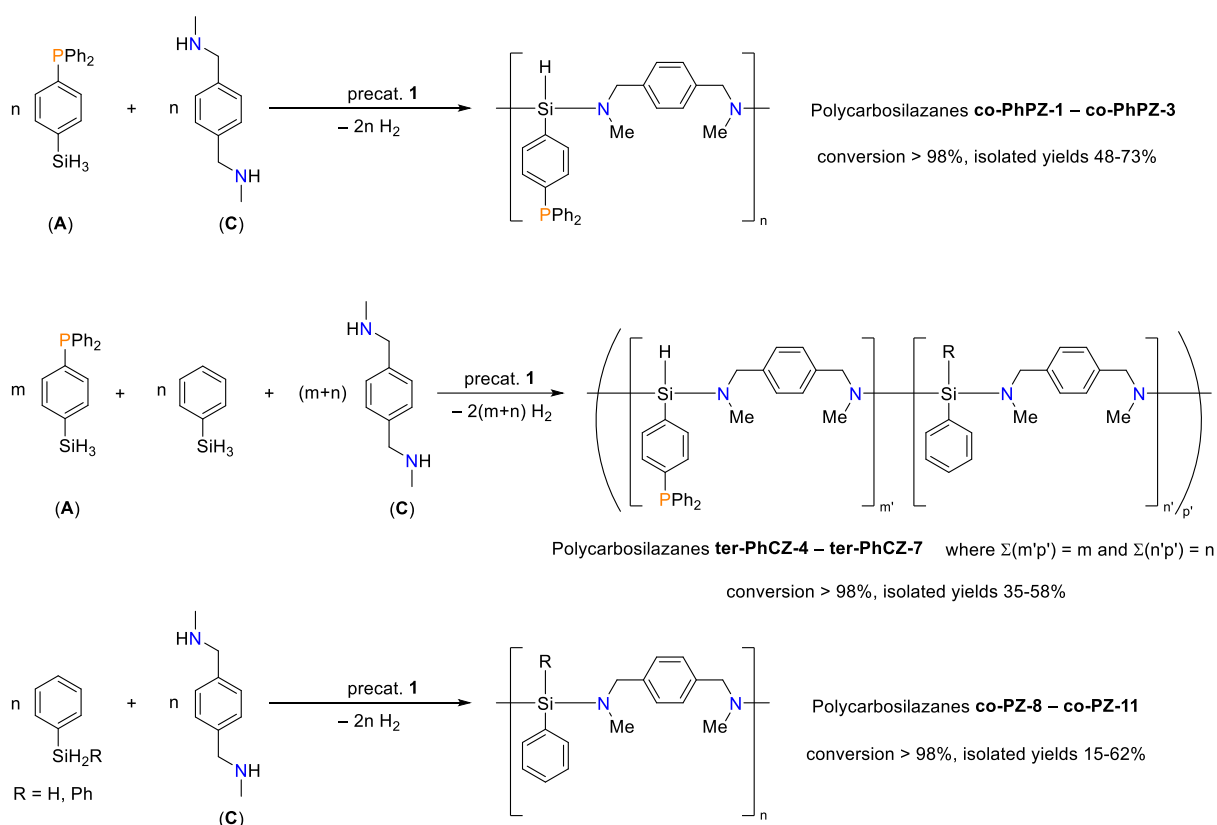 PPh2
n
SiH3
(A)
+
HN
n
NH
(C)
precat. 1
– 2n H2
H
Si
N
Me
N
Me
PPh2
n
Polycarbosilazanes co-PhPZ-1 – co-PhPZ-3
conversion > 98%, isolated yields 48-73%
PPh2
m
SiH3
(A)
+
n
SiH3
+
(m+n)
HN
NH
(C)
precat. 1
– 2(m+n) H2
H
Si
N
Me
N
Me
PPh2
m'
R
Si
N
Me
N
Me
n'
p'
Polycarbosilazanes ter-PhCZ-4 – ter-PhCZ-7 where Σ(m'p') = m and Σ(n'p') = n
conversion > 98%, isolated yields 35-58%
n
SiH2R
R = H, Ph
+
HN
n
NH
(C)
precat. 1
– 2n H2
R
Si
N
Me
N
Me
n
Polycarbosilazanes co-PZ-8 – co-PZ-11
conversion > 98%, isolated yields 15-62%